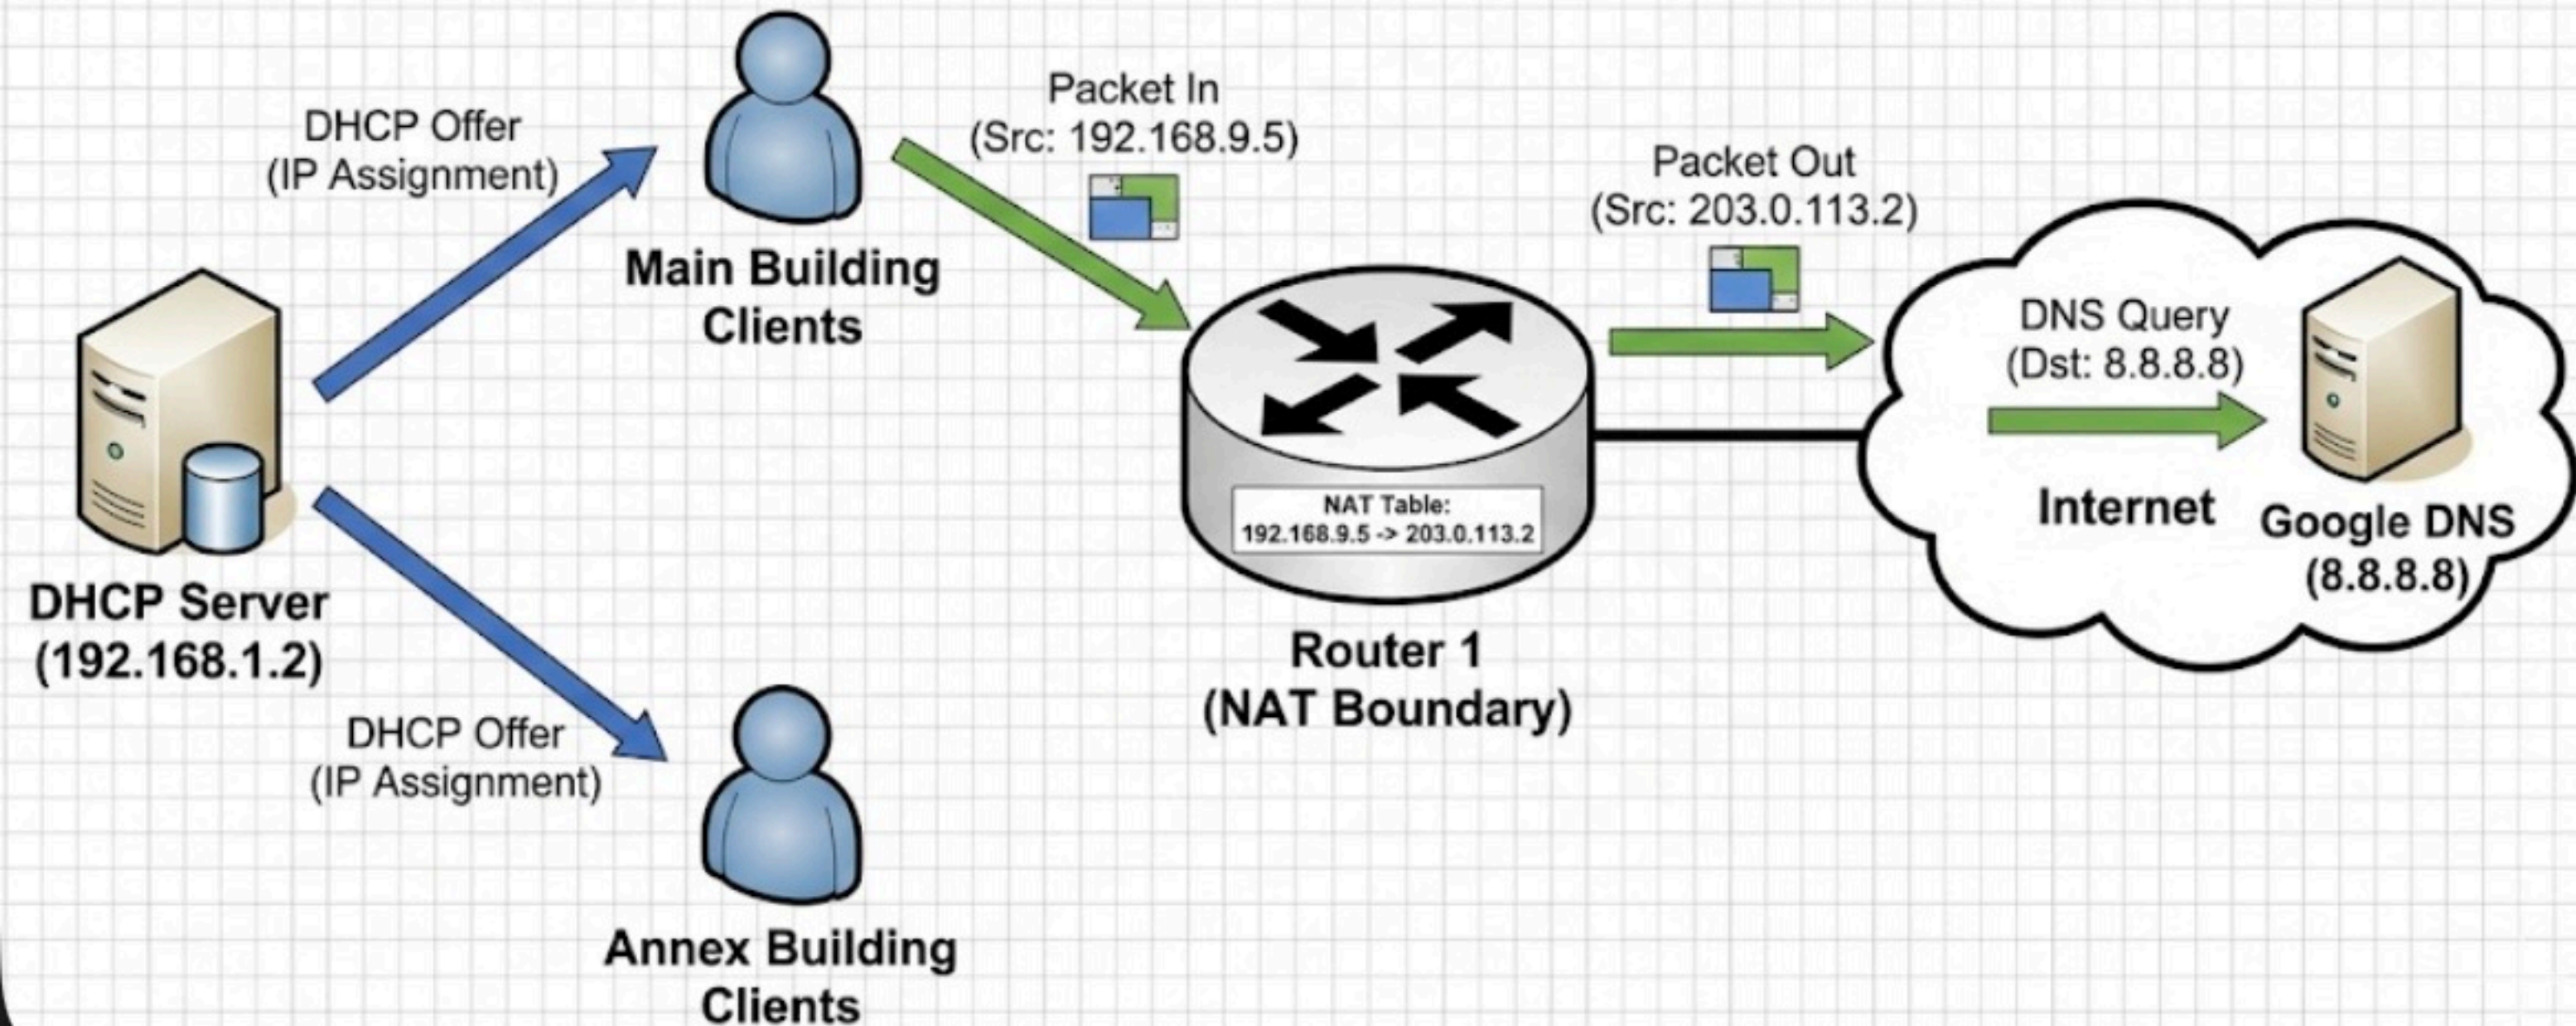 DHCP Offer
(IP Assignment)
Main Building
Clients
Packet In
(Src: 192.168.9.5)
Packet Out
(Src: 203.0.113.2)
DNS Query
(Dst: 8.8.8.8)
Internet
Google DNS
(8.8.8.8)
NAT Table:
192.168.9.5 -> 203.0.113.2
Router 1
(NAT Boundary)
DHCP Server
(192.168.1.2)
DHCP Offer
(IP Assignment)
Annex Building
Clients